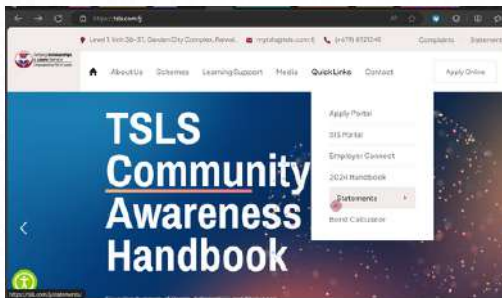 https://tsls.com.fj
Level 1, Unit 36-37, Garden City Complex, Raiwai.
Complaints
Statement
About Us
Schemes
Learning Support
Media
Quick Links
Contact
Apply Online
Apply Portal
SIS Portal
Employer Connect
2024 Handbook
Statements
Bond Calculator
TSLS
Community
Awareness
Handbook
https://tsls.com.fj/statements/